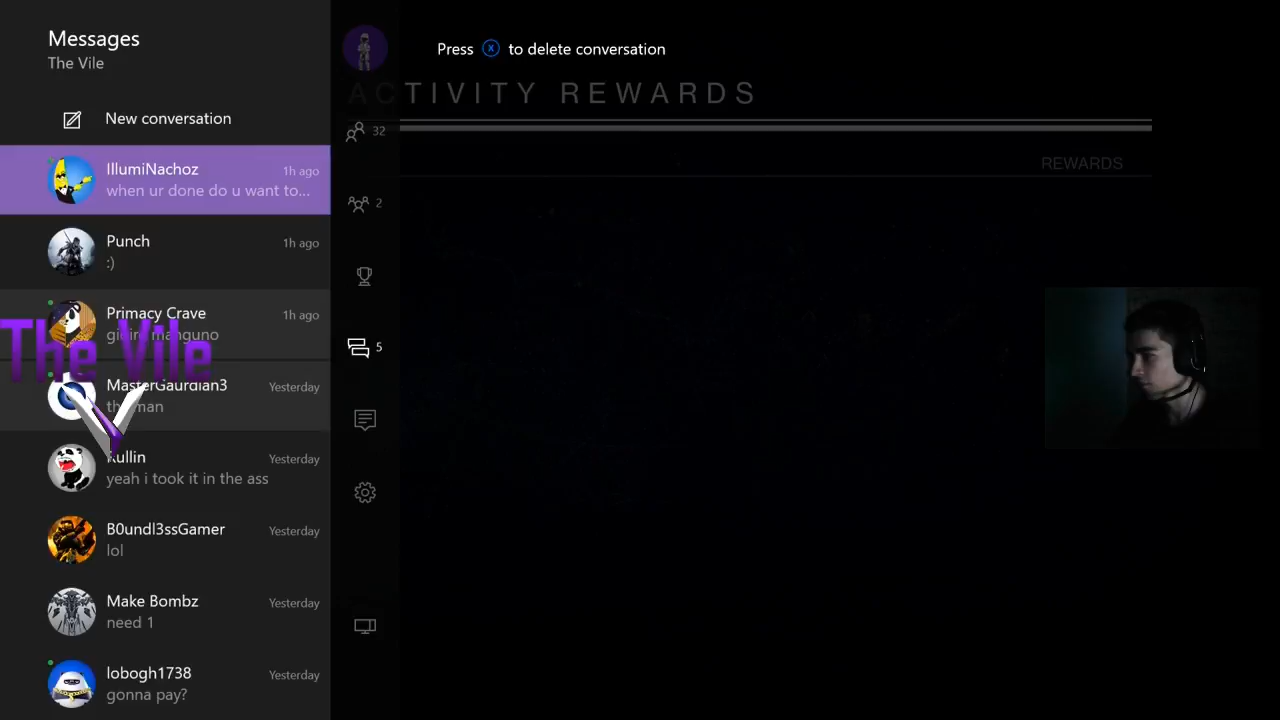 Messages
The Vile
New conversation
IllumiNachoz 1h ago
when ur done do u want to...
Punch 1h ago
:)
Primacy Crave 1h ago
The Vile
MasterGaurdian3 Yesterday
man
Kullin Yesterday
yeah i took it in the ass
B0undl3ssGamer Yesterday
lol
Make Bombz Yesterday
need 1
lobogh1738 Yesterday
gonna pay?
32
2
5
Press X to delete conversation
ACTIVITY REWARDS
REWARDS